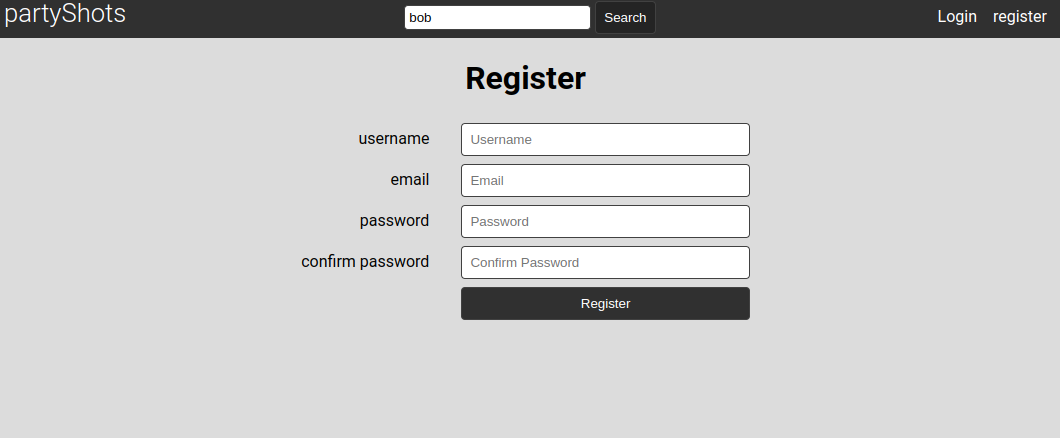 partyShots bob Search Login register
Register
username Username
email Email
password Password
confirm password Confirm Password
Register